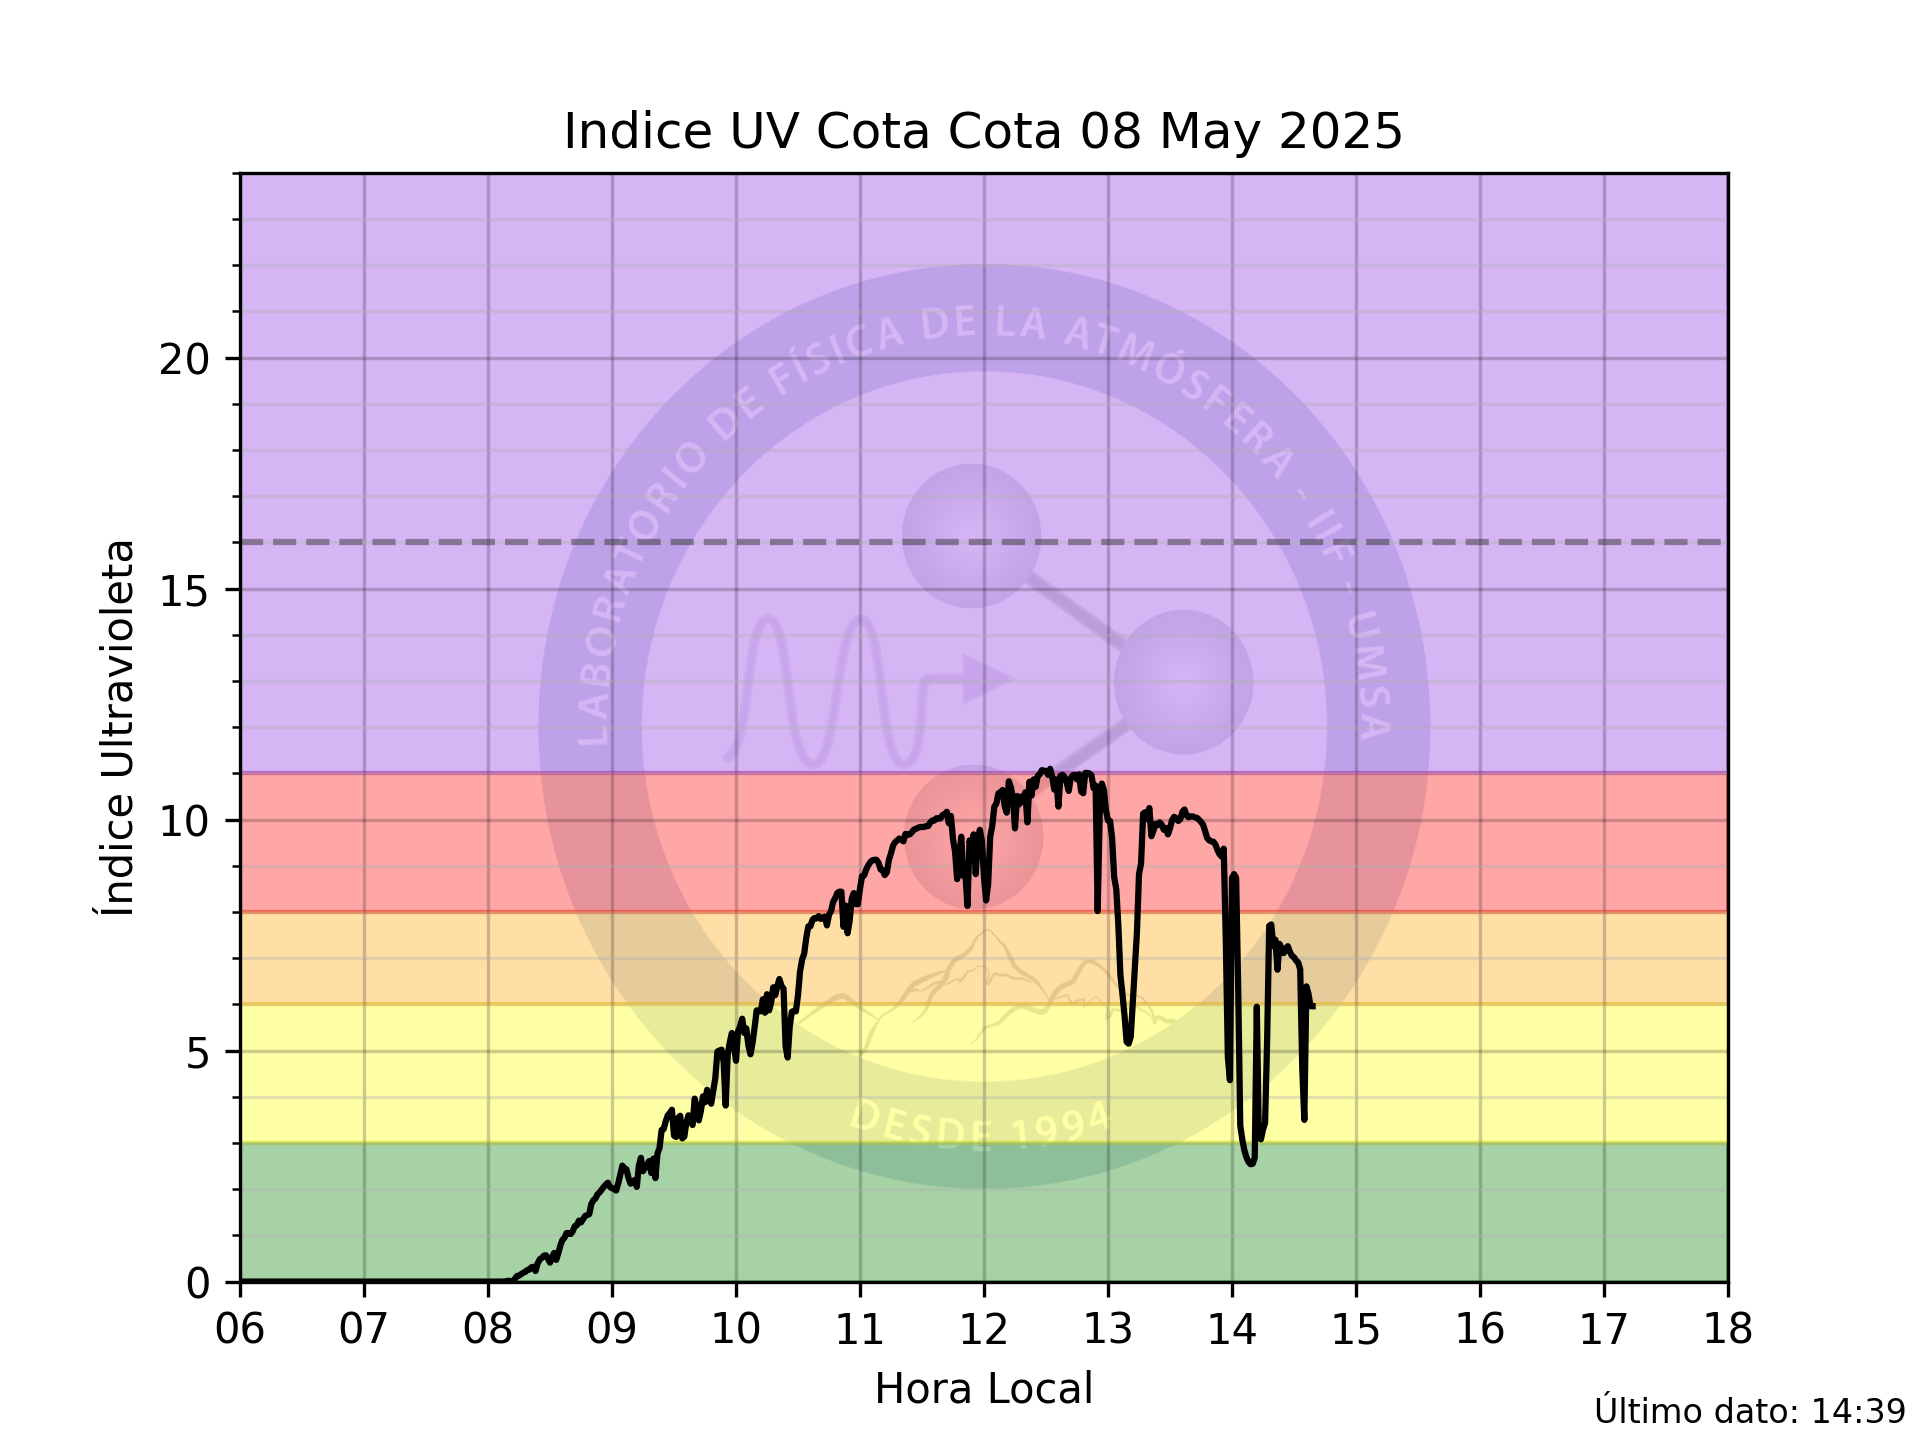 Indice UV Cota Cota 08 May 2025
LABORATORIO DE FÍSICA DE LA ATMÓSFERA - IIF - UMSA
DESDE 1994
Índice Ultravioleta
20
15
10
5
0
06 07 08 09 10 11 12 13 14 15 16 17 18
Hora Local
Último dato: 14:39